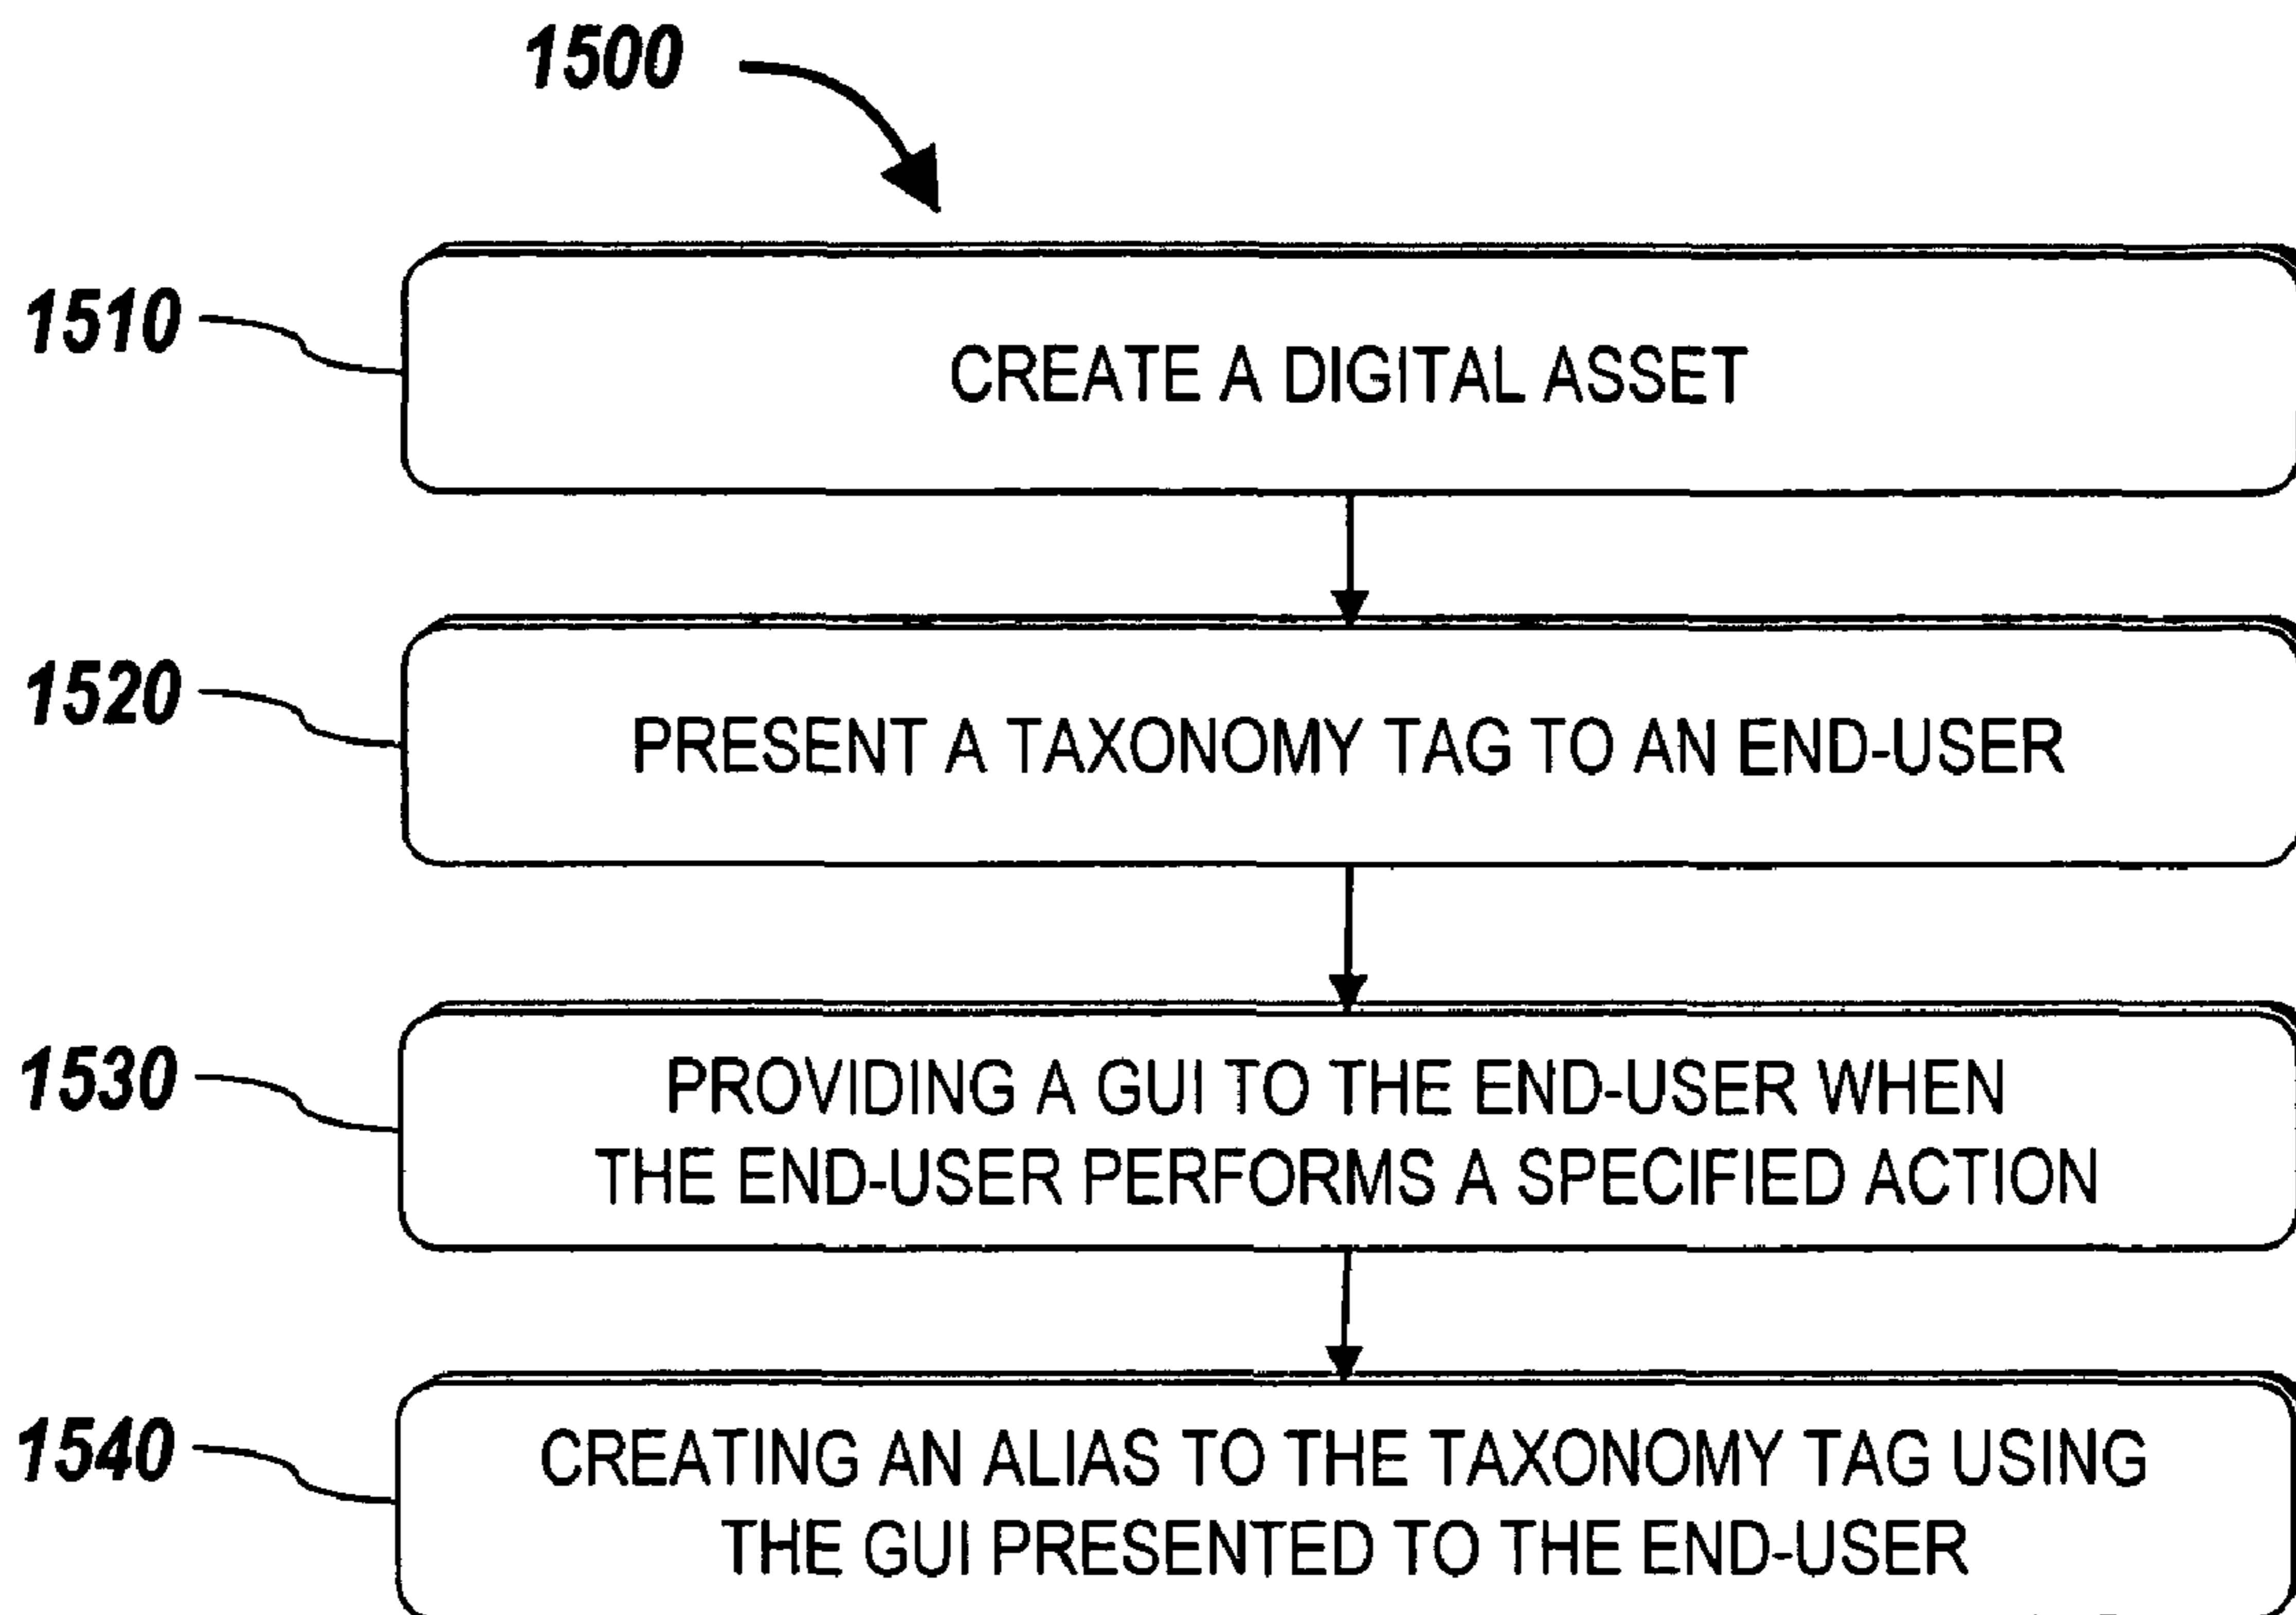 1500
1510
CREATE A DIGITAL ASSET
1520
PRESENT A TAXONOMY TAG TO AN END-USER
1530
PROVIDING A GUI TO THE END-USER WHEN
THE END-USER PERFORMS A SPECIFIED ACTION
1540
CREATING AN ALIAS TO THE TAXONOMY TAG USING
THE GUI PRESENTED TO THE END-USER